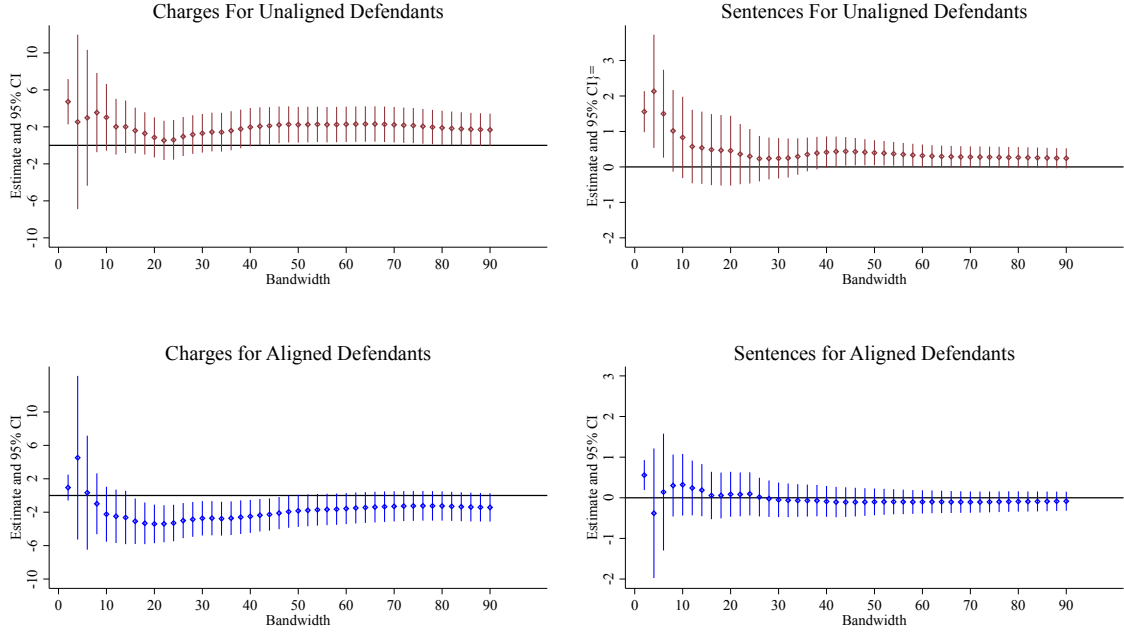 Charges For Unaligned Defendants
Estimate and 95% CI
10
6
2
-2
-6
-10
0 10 20 30 40 50 60 70 80 90
Bandwidth
Sentences For Unaligned Defendants
Estimate and 95% CI}=
3
2
1
0
-1
-2
0 10 20 30 40 50 60 70 80 90
Bandwidth
Charges for Aligned Defendants
Estimate and 95% CI
10
6
2
-2
-6
-10
0 10 20 30 40 50 60 70 80 90
Bandwidth
Sentences for Aligned Defendants
Estimate and 95% CI
3
2
1
0
-1
-2
0 10 20 30 40 50 60 70 80 90
Bandwidth